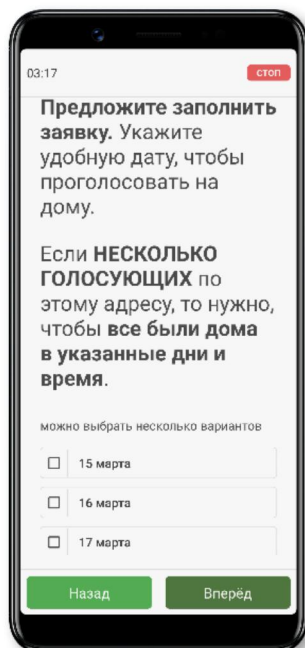 03:17
стоп
Предложите заполнить
заявку. Укажите
удобную дату, чтобы
проголосовать на
дому.
Если НЕСКОЛЬКО
ГОЛОСУЮЩИХ по
этому адресу, то нужно,
чтобы все были дома
в указанные дни и
время.
можно выбрать несколько вариантов
15 марта
16 марта
17 марта
Назад
Вперёд